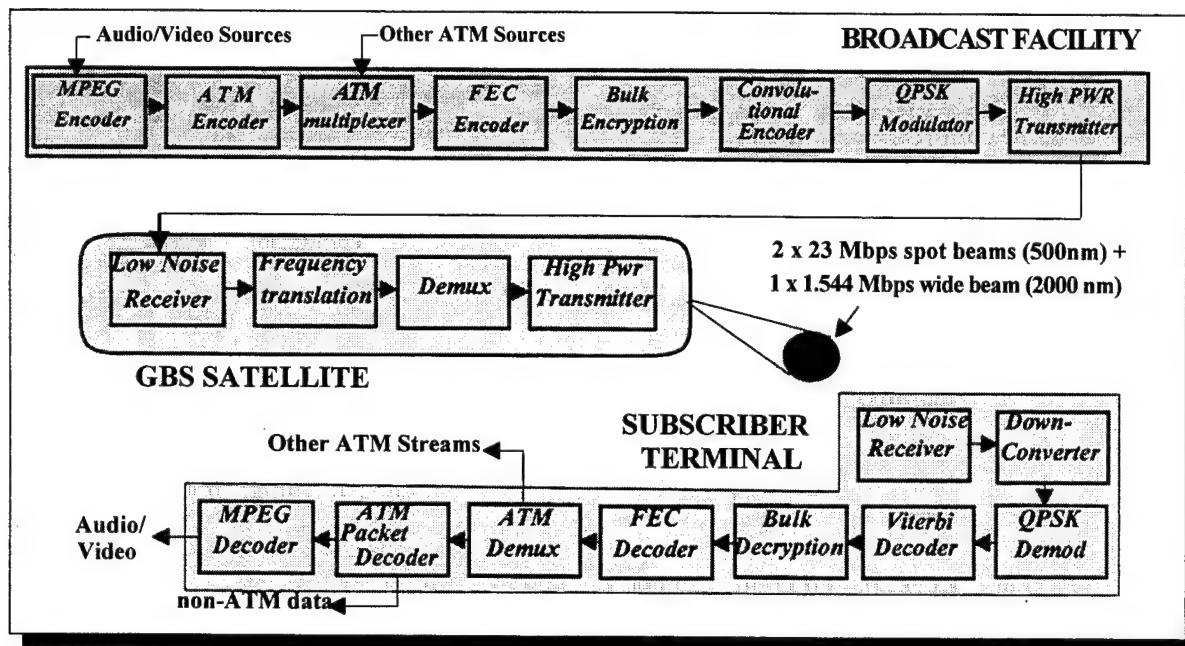 Audio/Video Sources
Other ATM Sources
BROADCAST FACILITY
MPEG
Encoder
ATM
Encoder
ATM
multiplexer
FEC
Encoder
Bulk
Encryption
Convolu-
tional
Encoder
QPSK
Modulator
High PWR
Transmitter
Low Noise
Receiver
Frequency
translation
Demux
High Pwr
Transmitter
2 x 23 Mbps spot beams (500nm) +
1 x 1.544 Mbps wide beam (2000 nm)
GBS SATELLITE
SUBSCRIBER
TERMINAL
Low Noise
Receiver
Down-
Converter
Other ATM Streams
Audio/
Video
MPEG
Decoder
ATM
Packet
Decoder
ATM
Demux
FEC
Decoder
Bulk
Decryption
Viterbi
Decoder
QPSK
Demod
non-ATM data